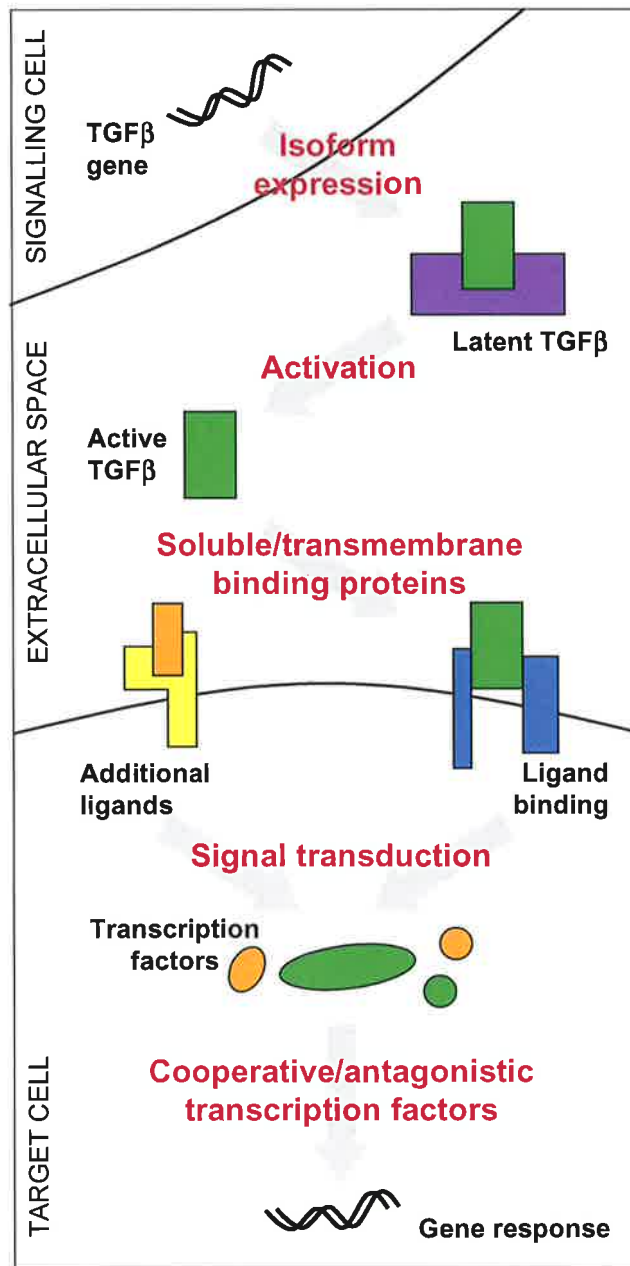 SIGNALLING CELL
TGFβ
gene
Isoform
expression
Latent TGFβ
Activation
EXTRACELLULAR SPACE
Active
TGFβ
Soluble/transmembrane
binding proteins
Additional
ligands
Ligand
binding
Signal transduction
TARGET CELL
Transcription
factors
Cooperative/antagonistic
transcription factors
Gene response